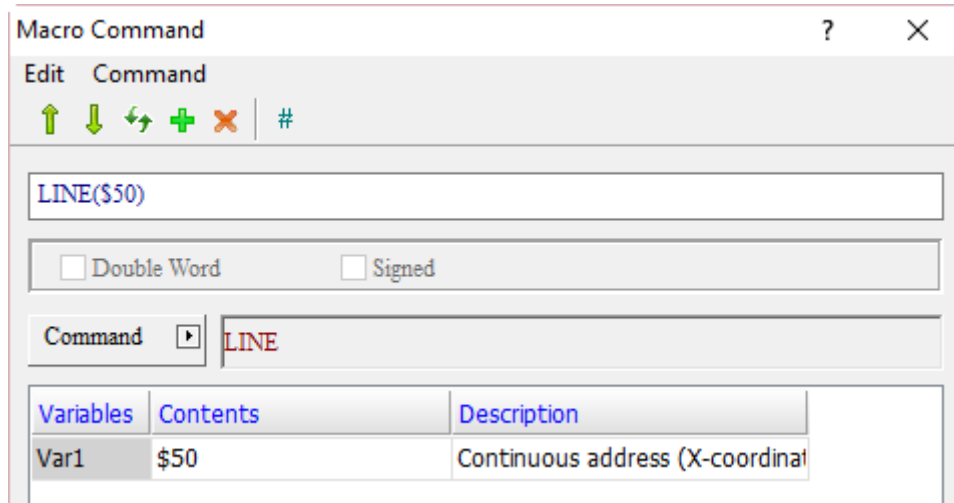 Macro Command ?
Edit Command
#
LINE($50)
Double Word Signed
Command LINE
Variables Contents Description
Var1 $50 Continuous address (X-coordinat